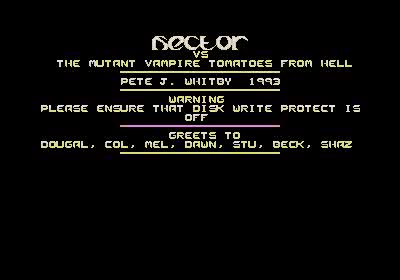 HECTOR
VS
THE MUTANT VAMPIRE TOMATOES FROM HELL
PETE J. WHITBY 1993
WARNING
PLEASE ENSURE THAT DISK WRITE PROTECT IS
OFF
GREETS TO
DOUGAL, COL, MEL, DAWN, STU, BECK, SHAZ